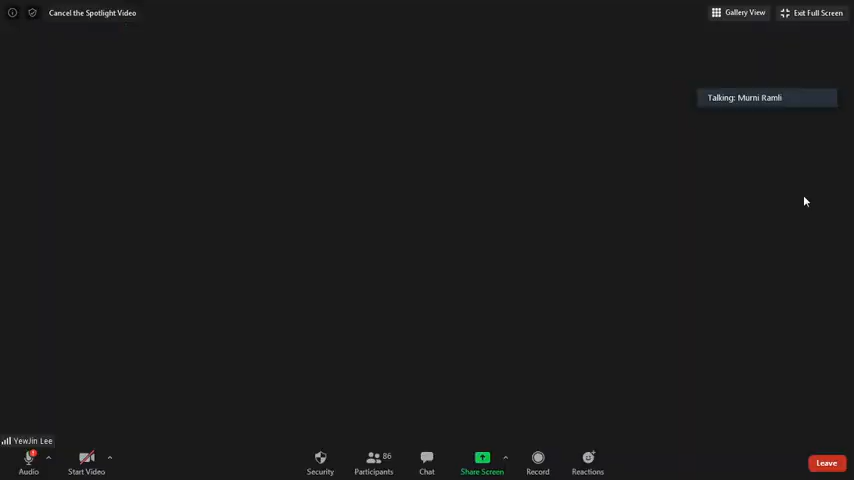 Cancel the Spotlight Video
Gallery View
Exit Full Screen
Talking: Murni Ramli
YewJin Lee
Audio
Start Video
Security
Participants
86
Chat
Share Screen
Record
Reactions
Leave